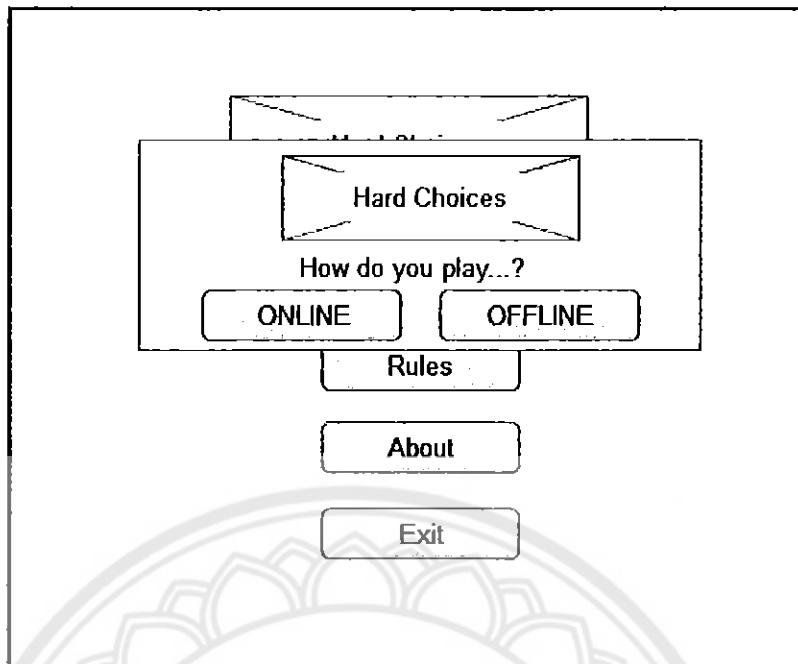 Hard Choices
How do you play...?
ONLINE OFFLINE
Rules
About
Exit